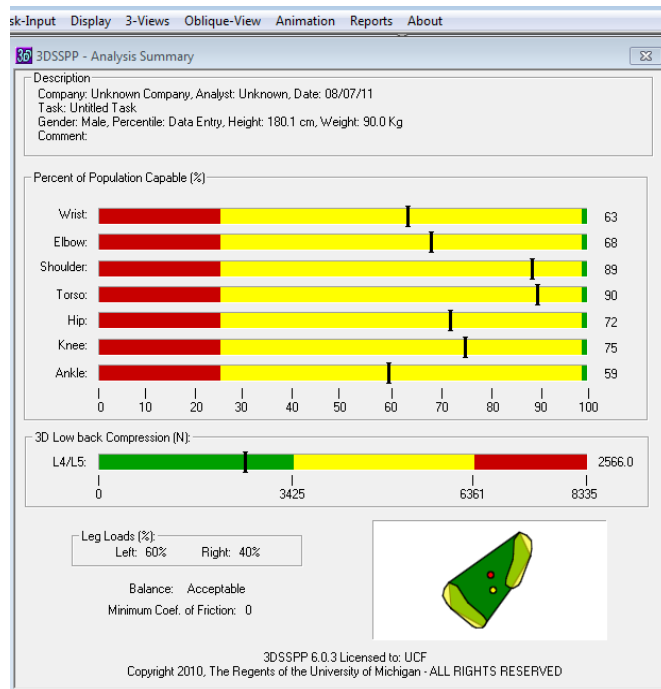 sk-Input Display 3-Views Oblique-View Animation Reports About
3D 3DSSPP - Analysis Summary
Description
Company: Unknown Company, Analyst: Unknown, Date: 08/07/11
Task: Untitled Task
Gender: Male, Percentile: Data Entry, Height: 180.1 cm, Weight: 90.0 Kg
Comment:
Percent of Population Capable (%)
Wrist: 63
Elbow: 68
Shoulder: 89
Torso: 90
Hip: 72
Knee: 75
Ankle: 59
0 10 20 30 40 50 60 70 80 90 100
3D Low back Compression (N):
L4/L5: 2566.0
0 3425 6361 8335
Leg Loads (%):
Left: 60% Right: 40%
Balance: Acceptable
Minimum Coef. of Friction: 0
3DSSPP 6.0.3 Licensed to: UCF
Copyright 2010, The Regents of the University of Michigan - ALL RIGHTS RESERVED